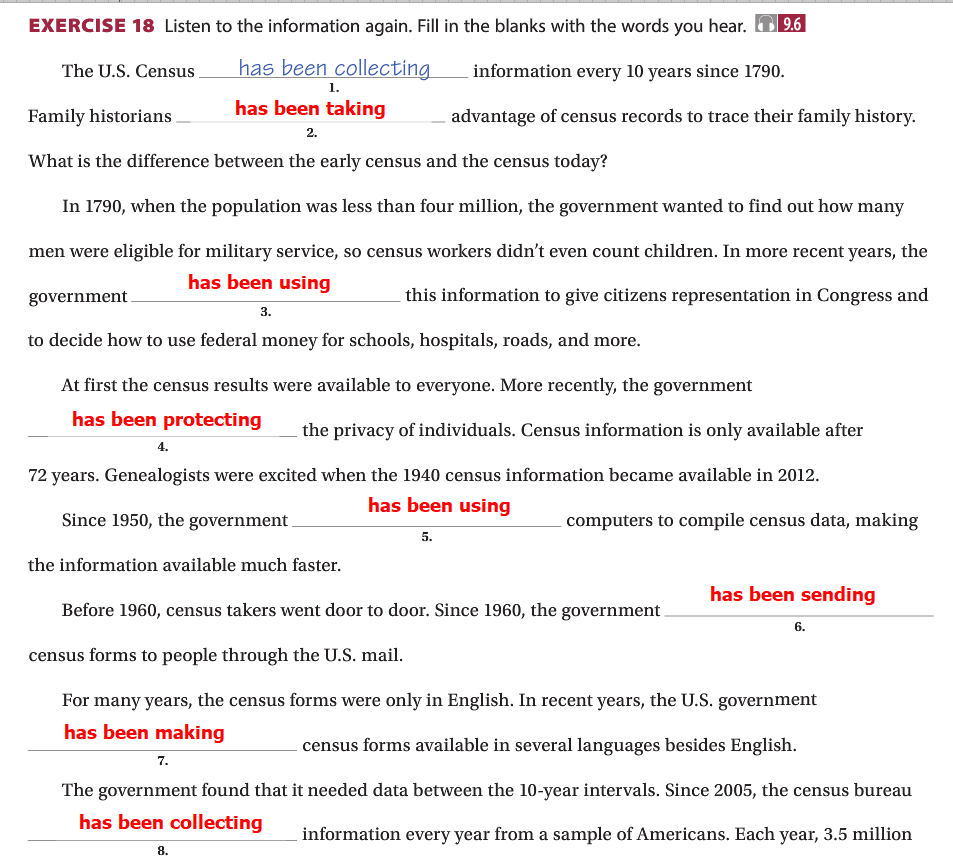 EXERCISE 18 Listen to the information again. Fill in the blanks with the words you hear. 9.6
The U.S. Census has been collecting information every 10 years since 1790.
1.
Family historians has been taking advantage of census records to trace their family history.
2.
What is the difference between the early census and the census today?
In 1790, when the population was less than four million, the government wanted to find out how many
men were eligible for military service, so census workers didn't even count children. In more recent years, the
government has been using this information to give citizens representation in Congress and
3.
to decide how to use federal money for schools, hospitals, roads, and more.
At first the census results were available to everyone. More recently, the government
has been protecting the privacy of individuals. Census information is only available after
4.
72 years. Genealogists were excited when the 1940 census information became available in 2012.
Since 1950, the government has been using computers to compile census data, making
5.
the information available much faster.
Before 1960, census takers went door to door. Since 1960, the government has been sending
6.
census forms to people through the U.S. mail.
For many years, the census forms were only in English. In recent years, the U.S. government
has been making census forms available in several languages besides English.
7.
The government found that it needed data between the 10-year intervals. Since 2005, the census bureau
has been collecting information every year from a sample of Americans. Each year, 3.5 million
8.